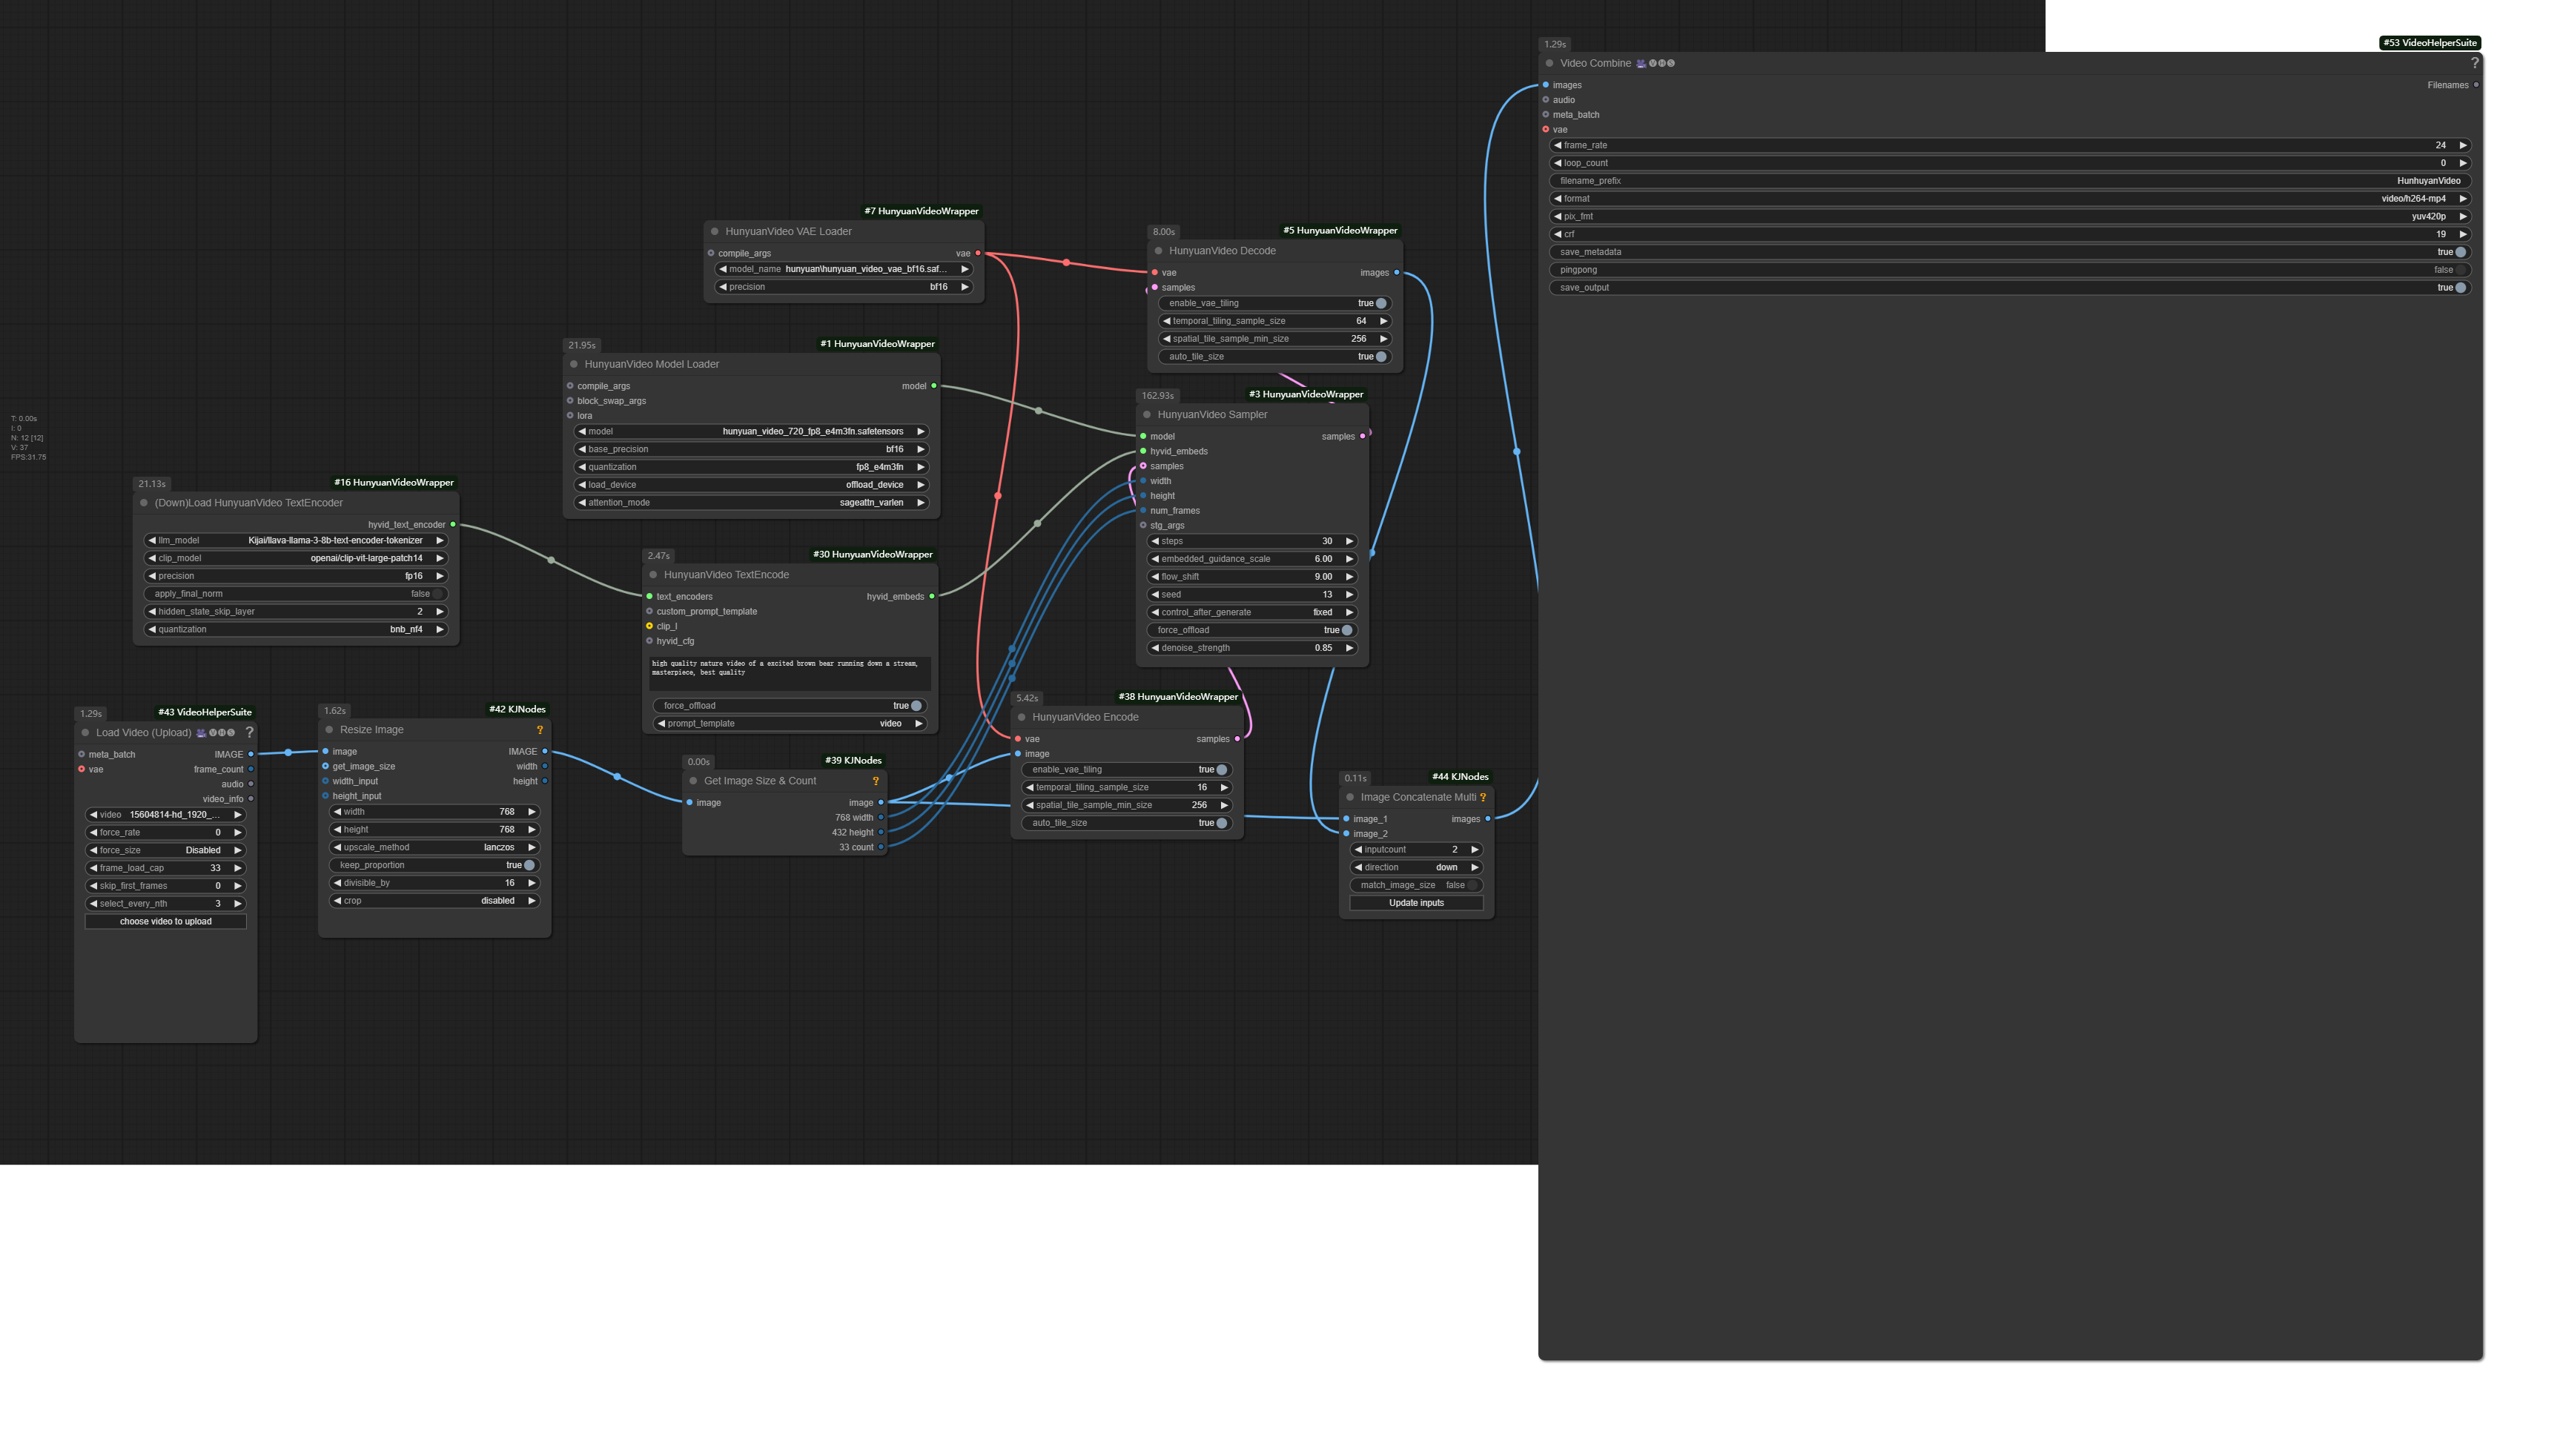 1.29s
#53 VideoHelperSuite
Video Combine
?
images
Filenames
audio
meta_batch
vae
frame_rate 24
loop_count 0
filename_prefix HunhuyanVideo
format video/h264-mp4
pix_fmt yuv420p
crf 19
save_metadata true
pingpong false
save_output true
#7 HunyuanVideoWrapper
HunyuanVideo VAE Loader
compile_args vae
model_name hunyuan\hunyuan_video_vae_bf16.saf...
precision bf16
8.00s
#5 HunyuanVideoWrapper
HunyuanVideo Decode
vae images
samples
enable_vae_tiling true
temporal_tiling_sample_size 64
spatial_tile_sample_min_size 256
auto_tile_size true
21.95s
#1 HunyuanVideoWrapper
HunyuanVideo Model Loader
compile_args model
block_swap_args
lora
model hunyuan_video_720_fp8_e4m3fn.safetensors
base_precision bf16
quantization fp8_e4m3fn
load_device offload_device
attention_mode sageattn_varlen
162.93s
#3 HunyuanVideoWrapper
HunyuanVideo Sampler
model samples
hyvid_embeds
samples
width
height
num_frames
stg_args
steps 30
embedded_guidance_scale 6.00
flow_shift 9.00
seed 13
control_after_generate fixed
force_offload true
denoise_strength 0.85
T: 0.00s
I: 0
N: 12 [12]
V: 37
FPS:31.75
21.13s
#16 HunyuanVideoWrapper
(Down)Load HunyuanVideo TextEncoder
hyvid_text_encoder
llm_model Kijai/llava-llama-3-8b-text-encoder-tokenizer
clip_model openai/clip-vit-large-patch14
precision fp16
apply_final_norm false
hidden_state_skip_layer 2
quantization bnb_nf4
2.47s
#30 HunyuanVideoWrapper
HunyuanVideo TextEncode
text_encoders hyvid_embeds
custom_prompt_template
clip_l
hyvid_cfg
high quality nature video of a excited brown bear running down a stream,
masterpiece, best quality
force_offload true
prompt_template video
1.29s
#43 VideoHelperSuite
Load Video (Upload)
?
meta_batch IMAGE
vae frame_count
audio
video_info
video 15604814-hd_1920_...
force_rate 0
force_size Disabled
frame_load_cap 33
skip_first_frames 0
select_every_nth 3
choose video to upload
1.62s
#42 KJNodes
Resize Image
?
image IMAGE
get_image_size width
width_input height
height_input
width 768
height 768
upscale_method lanczos
keep_proportion true
divisible_by 16
crop disabled
0.00s
#39 KJNodes
Get Image Size & Count
?
image image
768 width
432 height
33 count
5.42s
#38 HunyuanVideoWrapper
HunyuanVideo Encode
vae samples
image
enable_vae_tiling true
temporal_tiling_sample_size 16
spatial_tile_sample_min_size 256
auto_tile_size true
0.11s
#44 KJNodes
Image Concatenate Multi
?
image_1 images
image_2
inputcount 2
direction down
match_image_size false
Update inputs